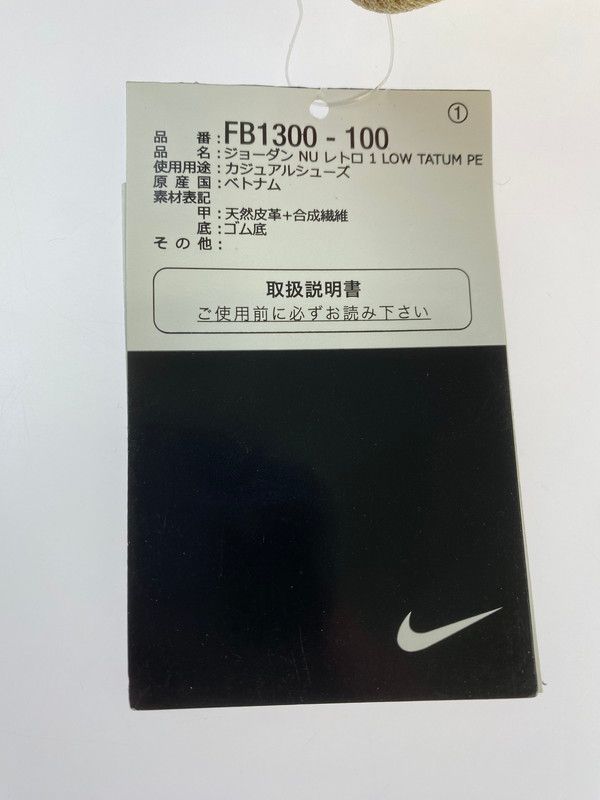 ①
品番:FB1300 - 100
品名:ジョーダン NU レトロ 1 LOW TATUM PE
使用用途:カジュアルシューズ
原産国:ベトナム
素材表記
甲:天然皮革+合成繊維
底:ゴム底
その他:
取扱説明書
ご使用前に必ずお読み下さい